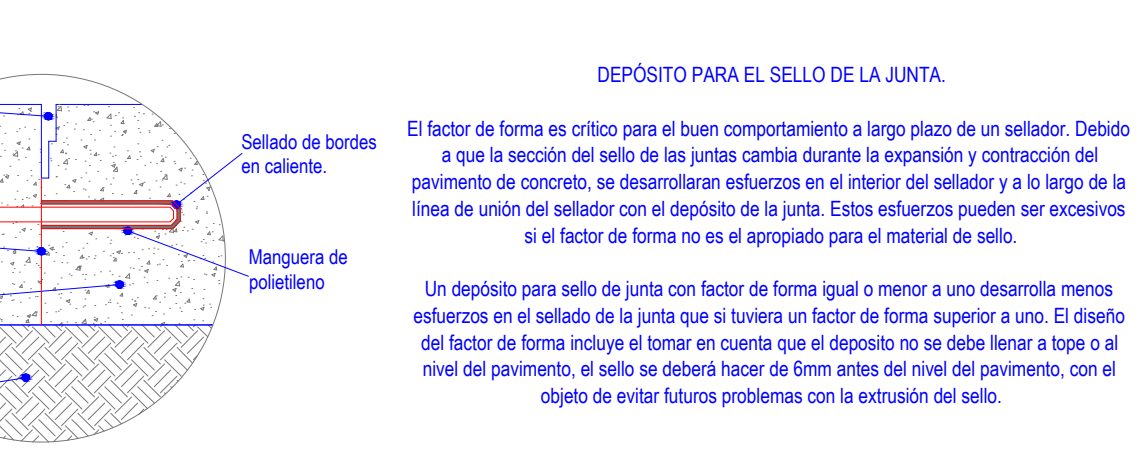 Sellado de bordes
en caliente.
Manguera de
polietileno
DEPÓSITO PARA EL SELLO DE LA JUNTA.
El factor de forma es crítico para el buen comportamiento a largo plazo de un sellador. Debido
a que la sección del sello de las juntas cambia durante la expansión y contracción del
pavimento de concreto, se desarrollaran esfuerzos en el interior del sellador y a lo largo de la
línea de unión del sellador con el depósito de la junta. Estos esfuerzos pueden ser excesivos
si el factor de forma no es el apropiado para el material de sello.
Un depósito para sello de junta con factor de forma igual o menor a uno desarrolla menos
esfuerzos en el sellado de la junta que si tuviera un factor de forma superior a uno. El diseño
del factor de forma incluye el tomar en cuenta que el deposito no se debe llenar a tope o al
nivel del pavimento, el sello se deberá hacer de 6mm antes del nivel del pavimento, con el
objeto de evitar futuros problemas con la extrusión del sello.